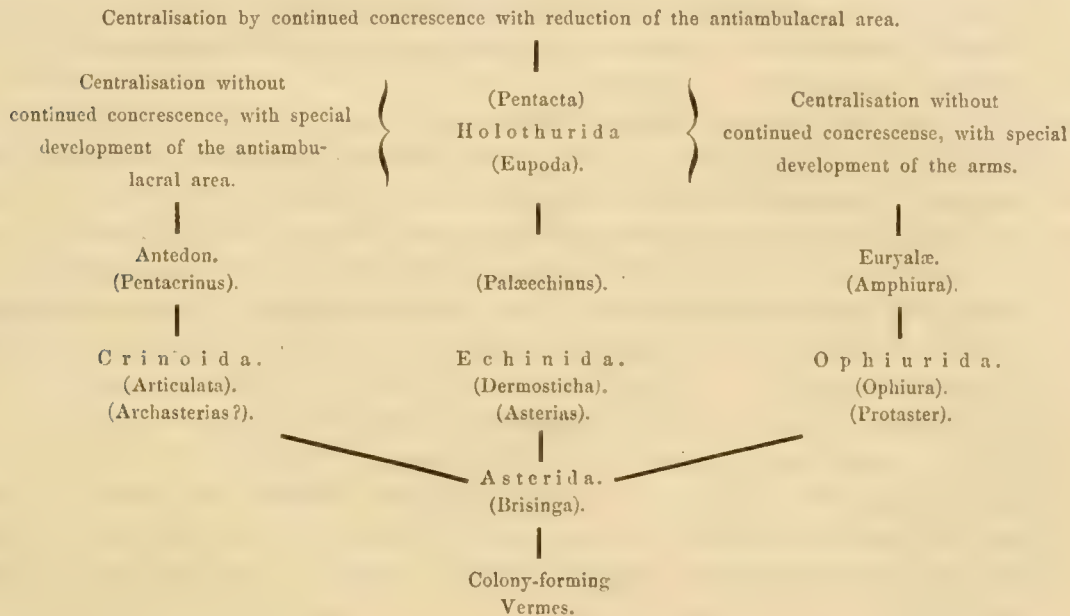 Centralisation by continued concrescence with reduction of the antiambulacral area.
Centralisation without
continued concrescence, with special
development of the antiambu-
lacral area.
(Pentacta)
Holothurida
(Eupoda).
Centralisation without
continued concrescense, with special
development of the arms.
Antedon.
(Pentacrinus).
(Palæechinus).
Euryalæ.
(Amphiura).
Crinoida.
(Articulata).
(Archasterias?).
Echinida.
(Dermosticha).
(Asterias).
Ophiurida.
(Ophiura).
(Protaster).
Asterida.
(Brisinga).
Colony-forming
Vermes.